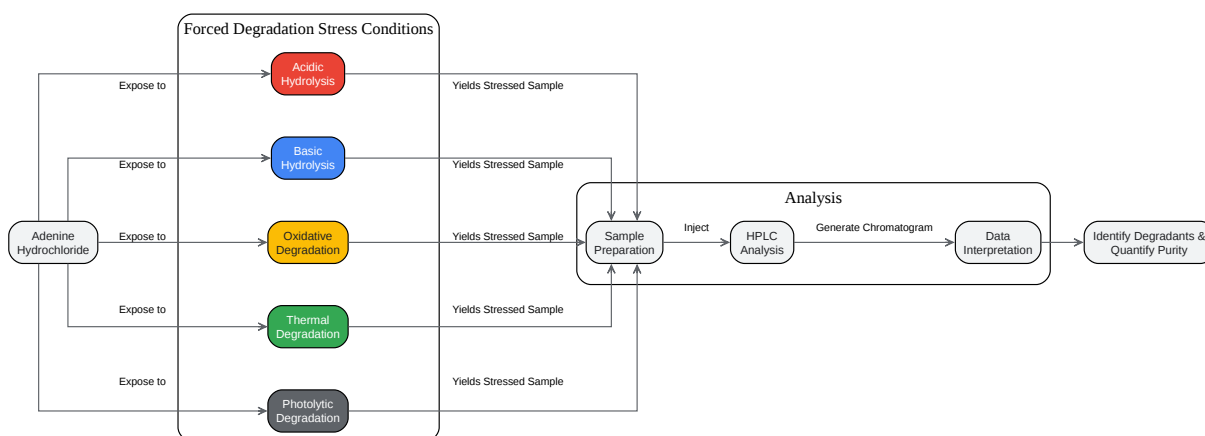 Forced Degradation Stress Conditions
Acidic
Hydrolysis
Expose to
Yields Stressed Sample
Basic
Hydrolysis
Expose to
Yields Stressed Sample
Analysis
Adenine
Hydrochloride
Expose to
Oxidative
Degradation
Yields Stressed Sample
Sample
Preparation
Inject
HPLC
Analysis
Generate Chromatogram
Data
Interpretation
Identify Degradants &
Quantify Purity
Expose to
Thermal
Degradation
Yields Stressed Sample
Expose to
Photolytic
Degradation
Yields Stressed Sample